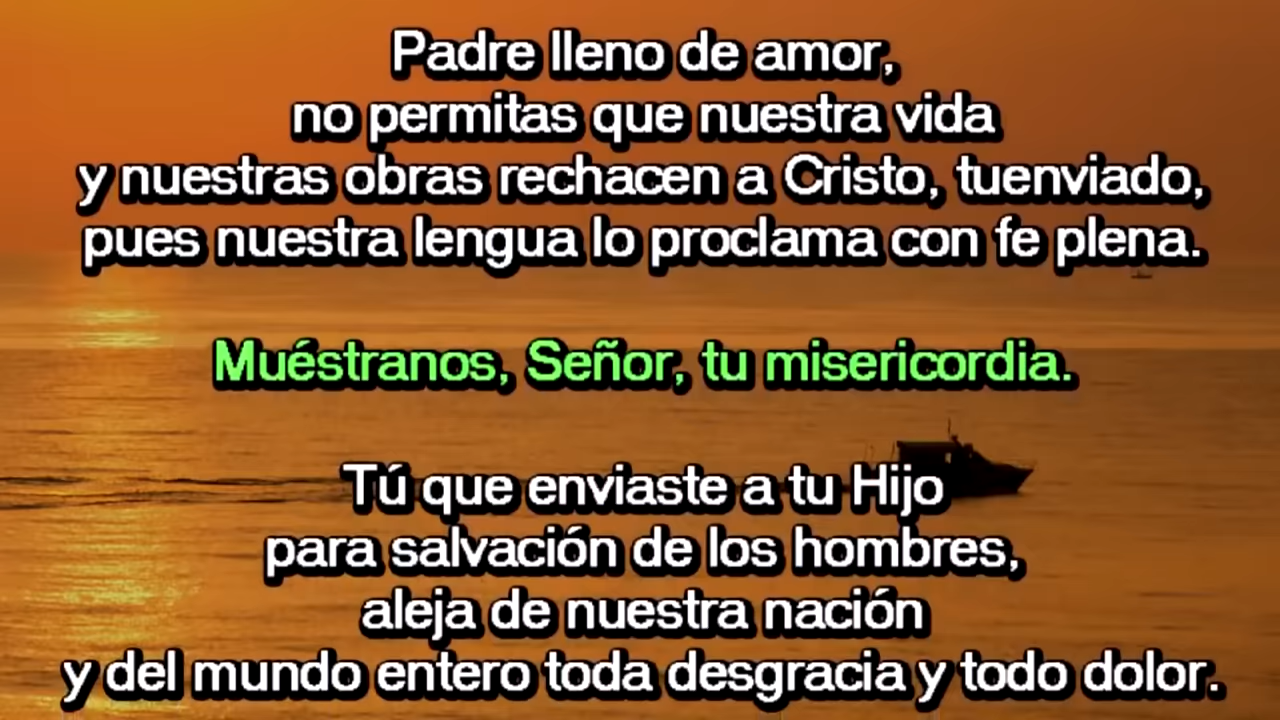 Padre lleno de amor,
no permitas que nuestra vida
y nuestras obras rechacen a Cristo, tuenviado,
pues nuestra lengua lo proclama con fe plena.
Muéstranos, Señor, tu misericordia.
Tú que enviaste a tu Hijo
para salvación de los hombres,
aleja de nuestra nación
y del mundo entero toda desgracia y todo dolor.